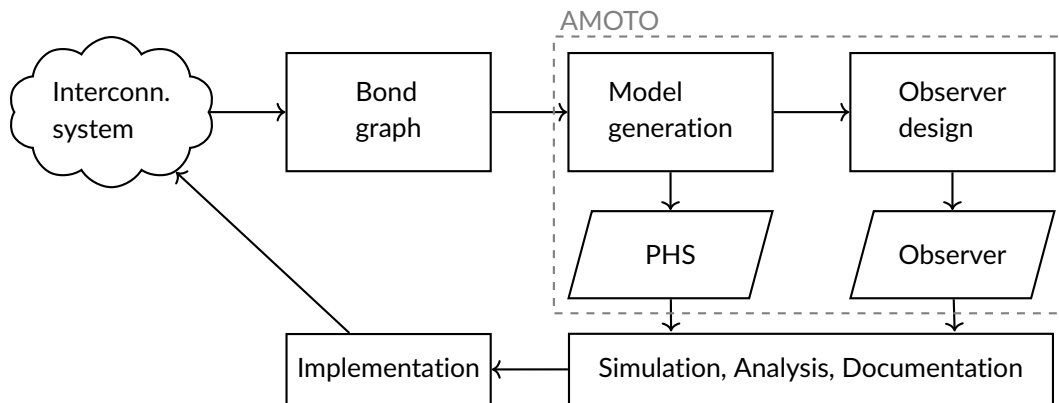 AMOTO
Interconn.
system
Bond
graph
Model
generation
Observer
design
PHS
Observer
Implementation
Simulation, Analysis, Documentation